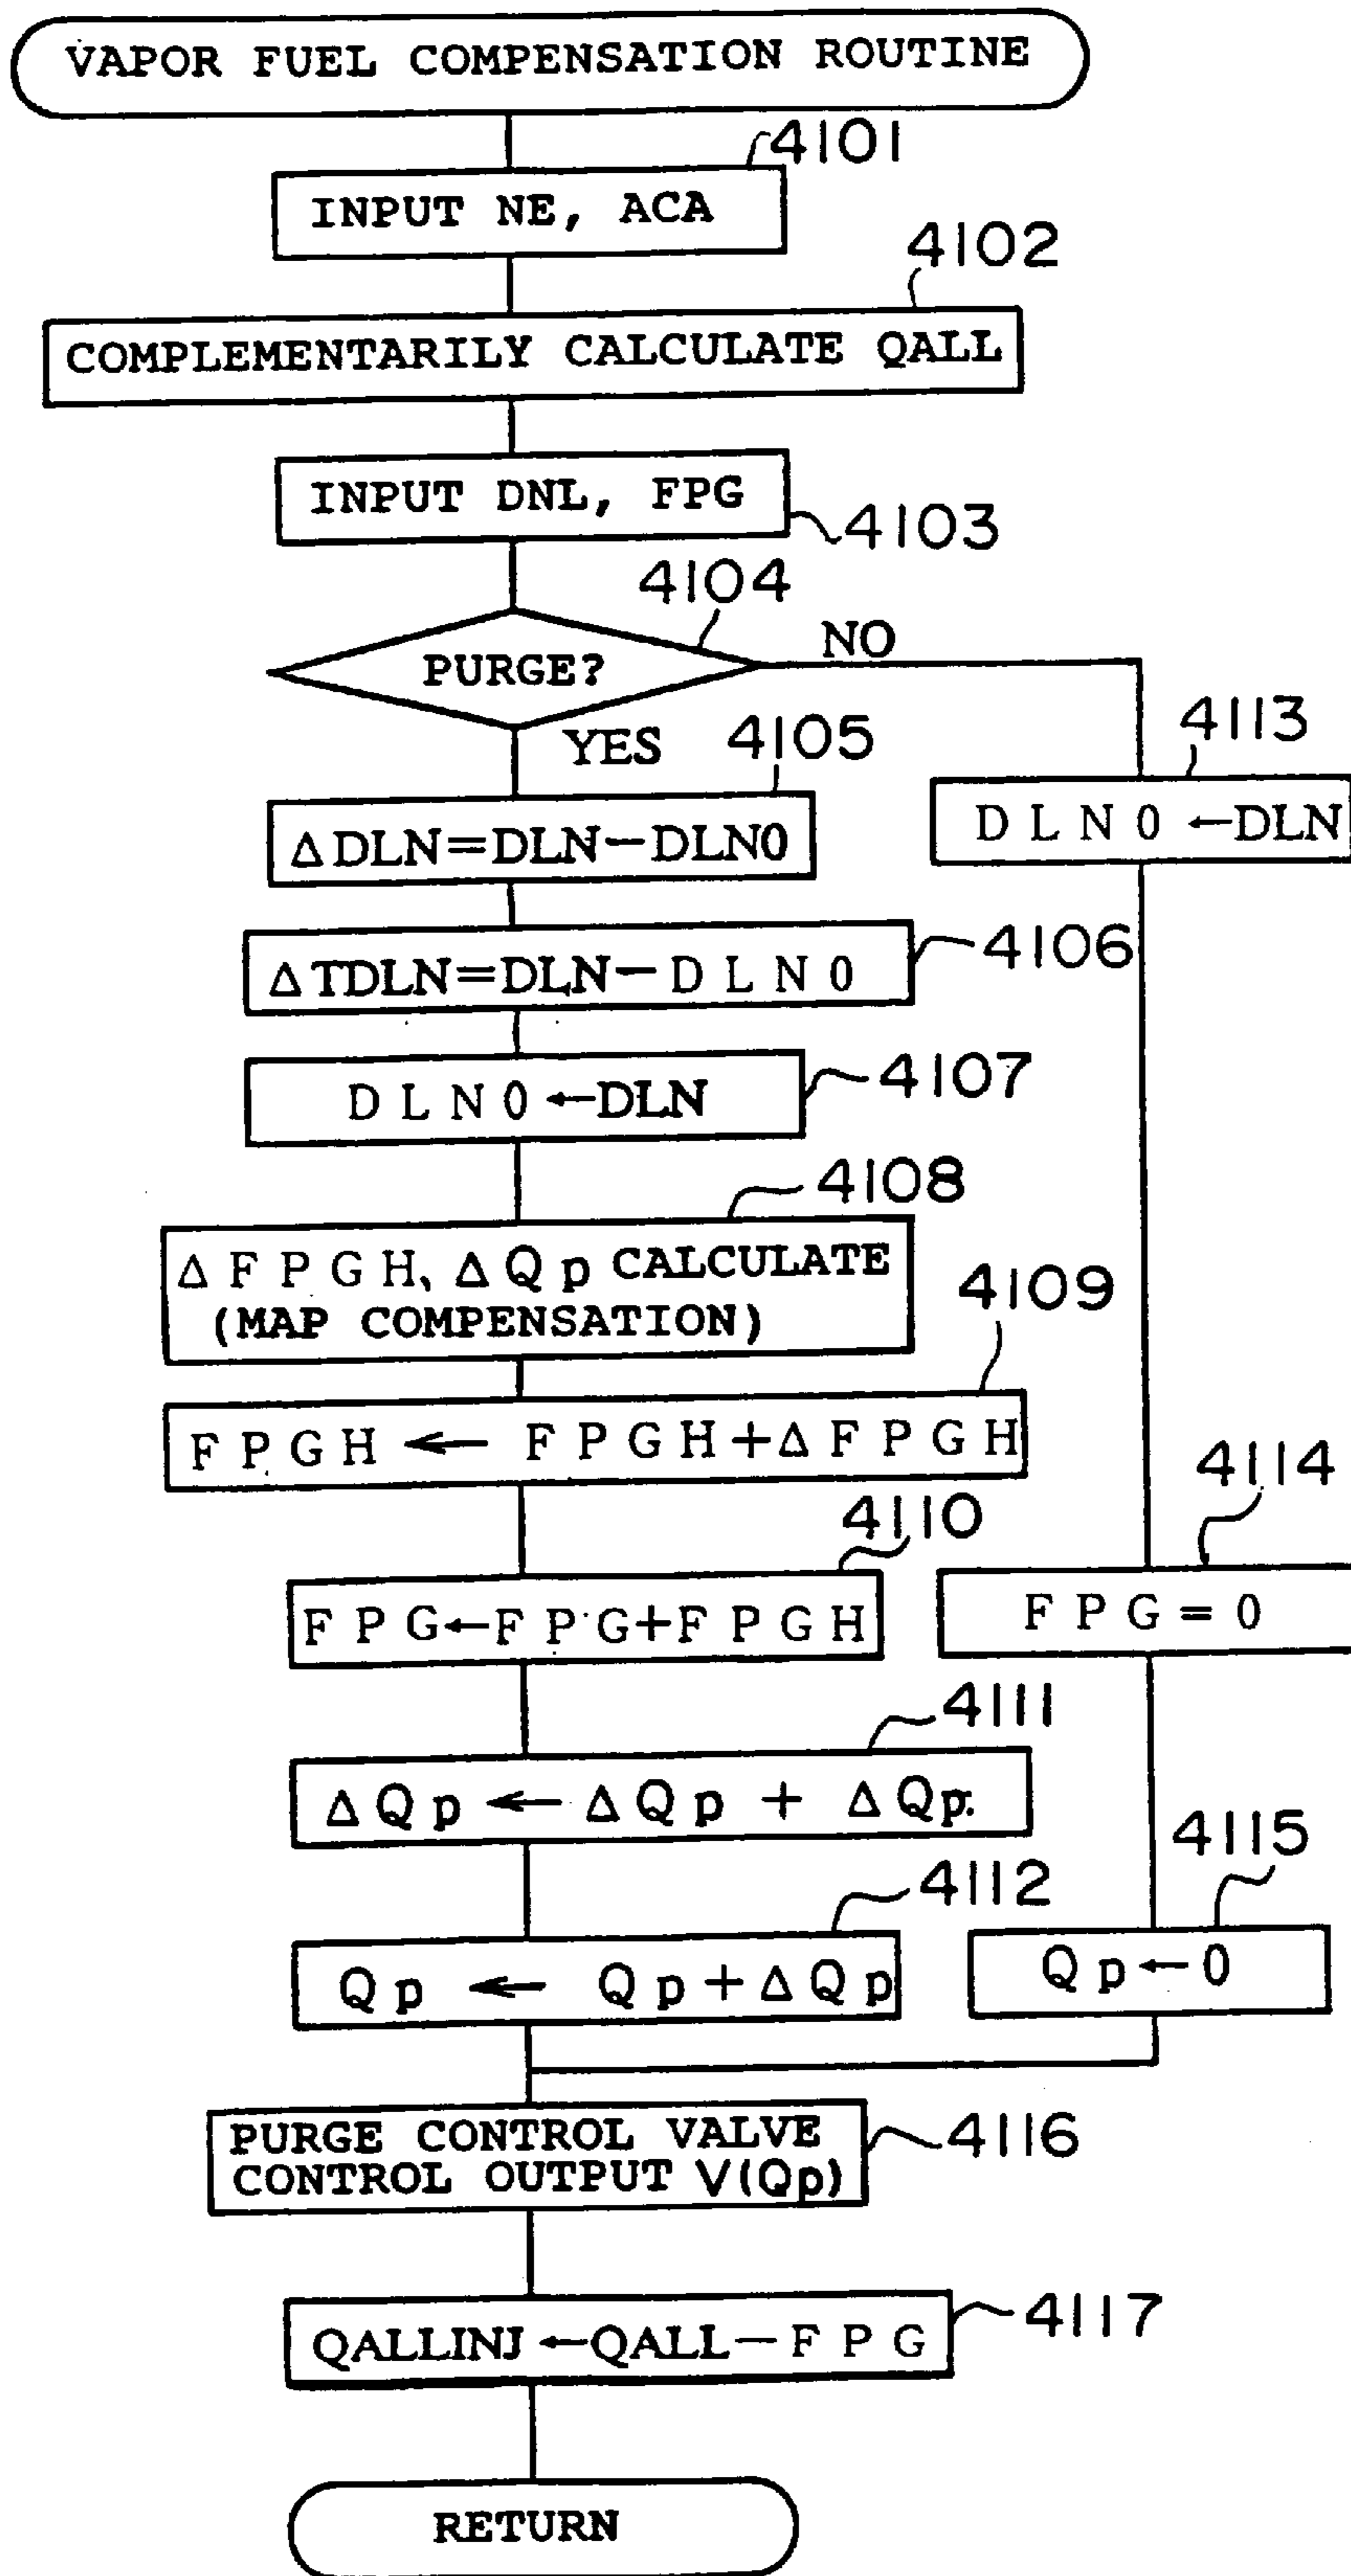 VAPOR FUEL COMPENSATION ROUTINE
4101
INPUT NE, ACA
4102
COMPLEMENTARILY CALCULATE QALL
INPUT DNL, FPG
4103
4104
PURGE?
NO
YES
4105
4113
ΔDLN=DLN−DLN0
DLN0←DLN
ΔTDLN=DLN−DLN0
4106
DLN0←DLN
4107
4108
ΔFPGH, ΔQp CALCULATE
(MAP COMPENSATION)
4109
FPGH ← FPGH+ΔFPGH
4114
4110
FPG←FPG+FPGH
FPG=0
4111
ΔQp ← ΔQp + ΔQp
4115
4112
Qp ← Qp+ΔQp
Qp←0
PURGE CONTROL VALVE
CONTROL OUTPUT V(Qp)
4116
QALLINJ←QALL−FPG
4117
RETURN